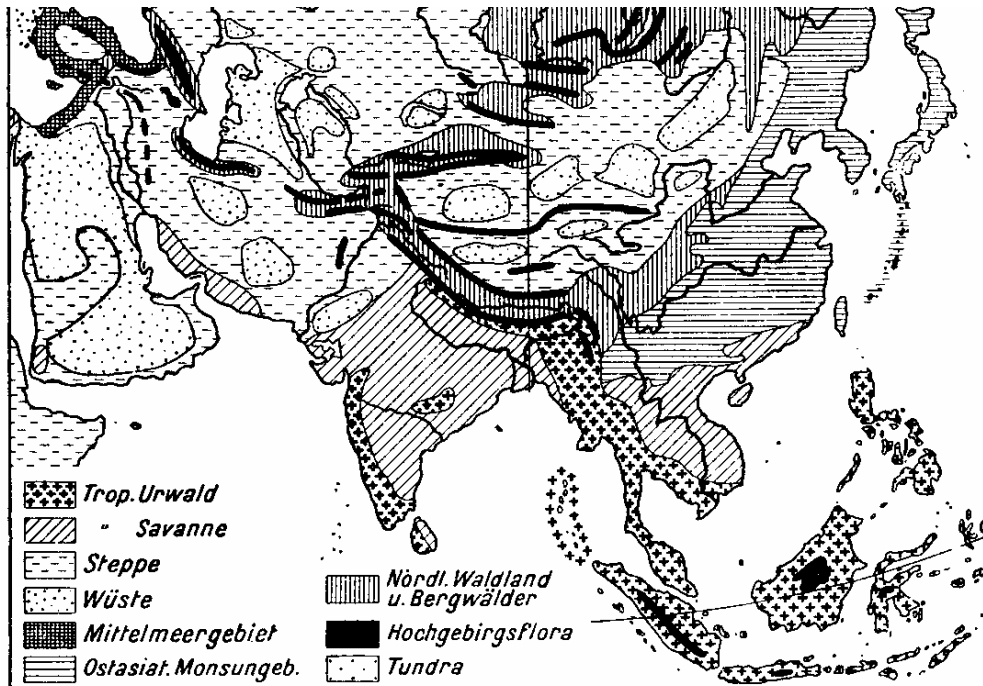 Trop. Urwald
" Savanne
Steppe
Wüste
Mittelmeergebiet
Ostasiat. Monsungeb.
Nördl. Waldland
u. Bergwälder
Hochgebirgsflora
Tundra